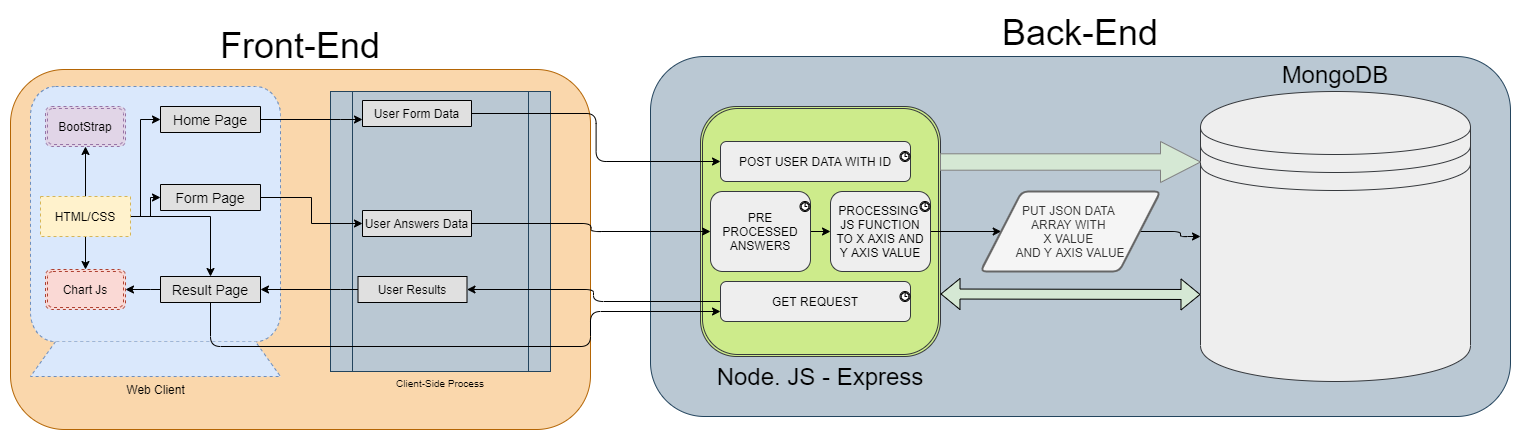 Front-End
Back-End
MongoDB
BootStrap
Home Page
User Form Data
POST USER DATA WITH ID
HTML/CSS
Form Page
User Answers Data
PRE
PROCESSED
ANSWERS
PROCESSING
JS FUNCTION
TO X AXIS AND
Y AXIS VALUE
PUT JSON DATA
ARRAY WITH
X VALUE
AND Y AXIS VALUE
Chart Js
Result Page
User Results
GET REQUEST
Web Client
Client-Side Process
Node. JS - Express